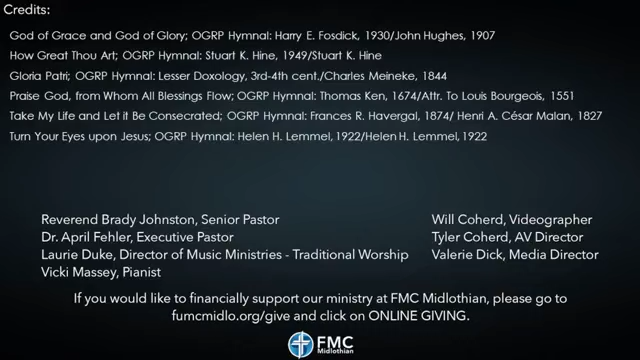 Credits:
God of Grace and God of Glory; OGRP Hymnal: Harry E. Fosdick, 1930/John Hughes, 1907
How Great Thou Art; OGRP Hymnal: Stuart K. Hine, 1949/Stuart K. Hine
Gloria Patri; OGRP Hymnal: Lesser Doxology, 3rd-4th cent./Charles Meineke, 1844
Praise God, from Whom All Blessings Flow; OGRP Hymnal: Thomas Ken, 1674/Attr. To Louis Bourgeois, 1551
Take My Life and Let it Be Consecrated; OGRP Hymnal: Frances R. Havergal, 1874/ Henri A. César Malan, 1827
Turn Your Eyes upon Jesus; OGRP Hymnal: Helen H. Lemmel, 1922/Helen H. Lemmel, 1922
Reverend Brady Johnston, Senior Pastor
Dr. April Fehler, Executive Pastor
Laurie Duke, Director of Music Ministries - Traditional Worship
Vicki Massey, Pianist
Will Coherd, Videographer
Tyler Coherd, AV Director
Valerie Dick, Media Director
If you would like to financially support our ministry at FMC Midlothian, please go to
fumcmidlo.org/give and click on ONLINE GIVING.
FMC
Midlothian